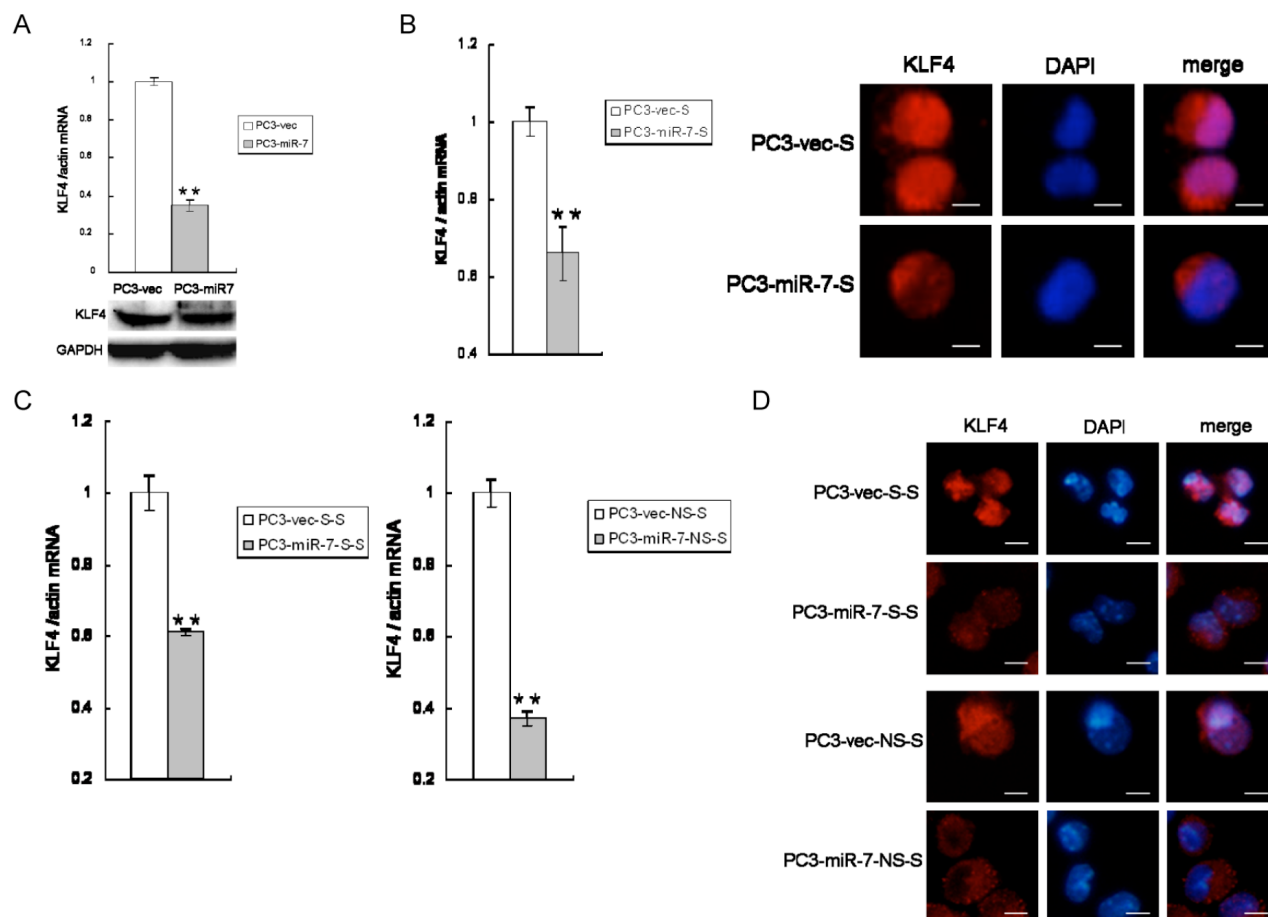 A
1.2
1
0.8
0.6
0.4
0.2
0
KLF4 /actin mRNA
**
PC3-vec
PC3-miR-7
PC3-vec PC3-miR7
KLF4
GAPDH
B
1.2
1
0.8
0.6
0.4
KLF4 / actin mRNA
**
PC3-vec-S
PC3-miR-7-S
KLF4 DAPI merge
PC3-vec-S
PC3-miR-7-S
C
1.2
1
0.8
0.6
0.4
0.2
KLF4 /actin mRNA
**
PC3-vec-S-S
PC3-miR-7-S-S
1.2
1
0.8
0.6
0.4
0.2
KLF4 / actin mRNA
**
PC3-vec-NS-S
PC3-miR-7-NS-S
D
KLF4 DAPI merge
PC3-vec-S-S
PC3-miR-7-S-S
PC3-vec-NS-S
PC3-miR-7-NS-S